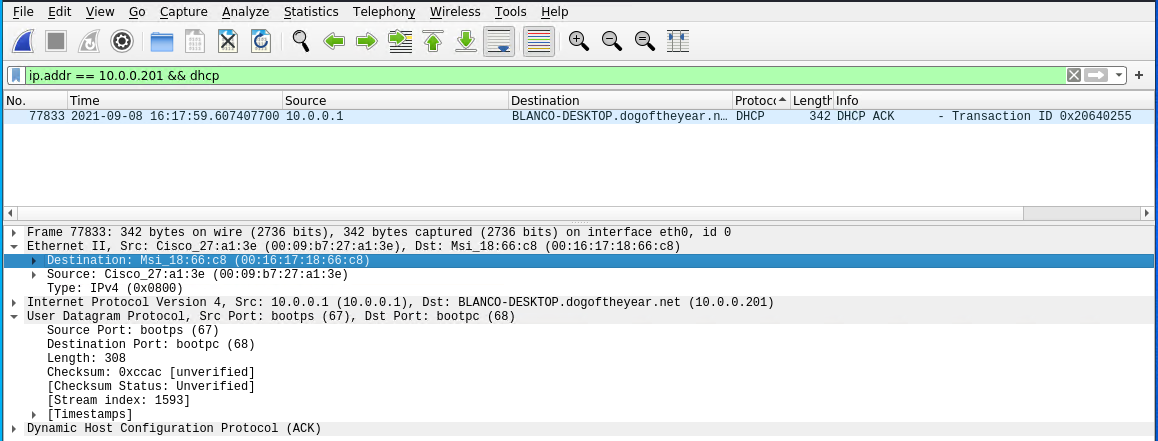 File Edit View Go Capture Analyze Statistics Telephony Wireless Tools Help
ip.addr == 10.0.0.201 && dhcp
No. Time Source Destination Protocc Length Info
77833 2021-09-08 16:17:59.607407700 10.0.0.1 BLANCO-DESKTOP.dogoftheyear.n… DHCP 342 DHCP ACK - Transaction ID 0x20640255
Frame 77833: 342 bytes on wire (2736 bits), 342 bytes captured (2736 bits) on interface eth0, id 0
Ethernet II, Src: Cisco_27:a1:3e (00:09:b7:27:a1:3e), Dst: Msi_18:66:c8 (00:16:17:18:66:c8)
Destination: Msi_18:66:c8 (00:16:17:18:66:c8)
Source: Cisco_27:a1:3e (00:09:b7:27:a1:3e)
Type: IPv4 (0x0800)
Internet Protocol Version 4, Src: 10.0.0.1 (10.0.0.1), Dst: BLANCO-DESKTOP.dogoftheyear.net (10.0.0.201)
User Datagram Protocol, Src Port: bootps (67), Dst Port: bootpc (68)
Source Port: bootps (67)
Destination Port: bootpc (68)
Length: 308
Checksum: 0xccac [unverified]
[Checksum Status: Unverified]
[Stream index: 1593]
[Timestamps]
Dynamic Host Configuration Protocol (ACK)